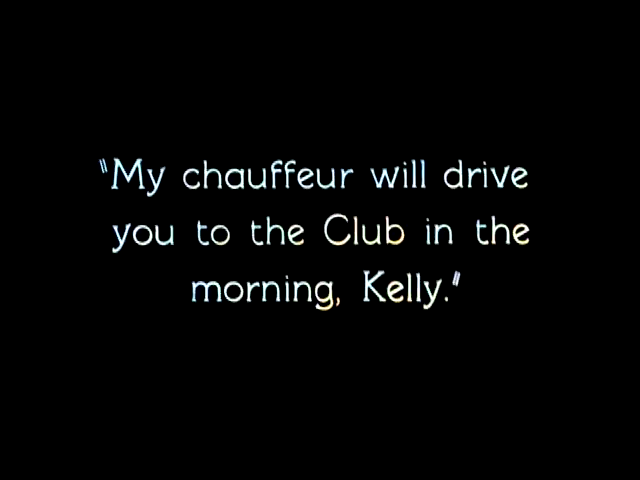 "My chauffeur will drive
you to the Club in the
morning, Kelly."